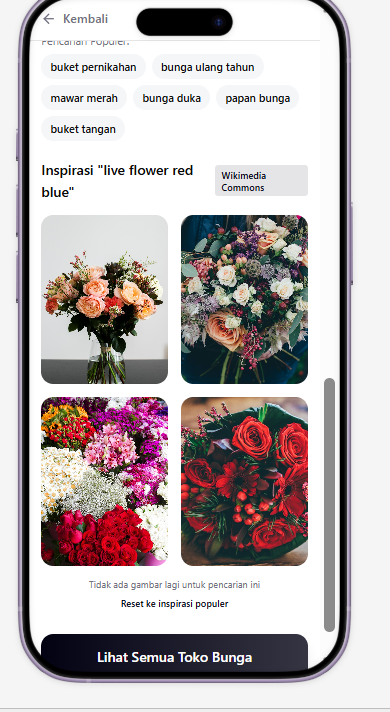 Kembali
Pencarian Populer:
buket pernikahan
bunga ulang tahun
mawar merah
bunga duka
papan bunga
buket tangan
Inspirasi "live flower red
blue"
Wikimedia
Commons
Tidak ada gambar lagi untuk pencarian ini
Reset ke inspirasi populer
Lihat Semua Toko Bunga